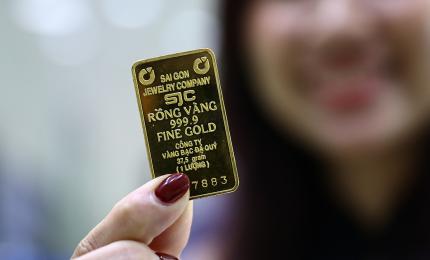 SAI GON
JEWELRY COMPANY
SJC
RỒNG VÀNG
999.9
FINE GOLD
CÔNG TY
VÀNG BẠC ĐÁ QUÝ
37,5 gram
(1 LƯỢNG)
7883